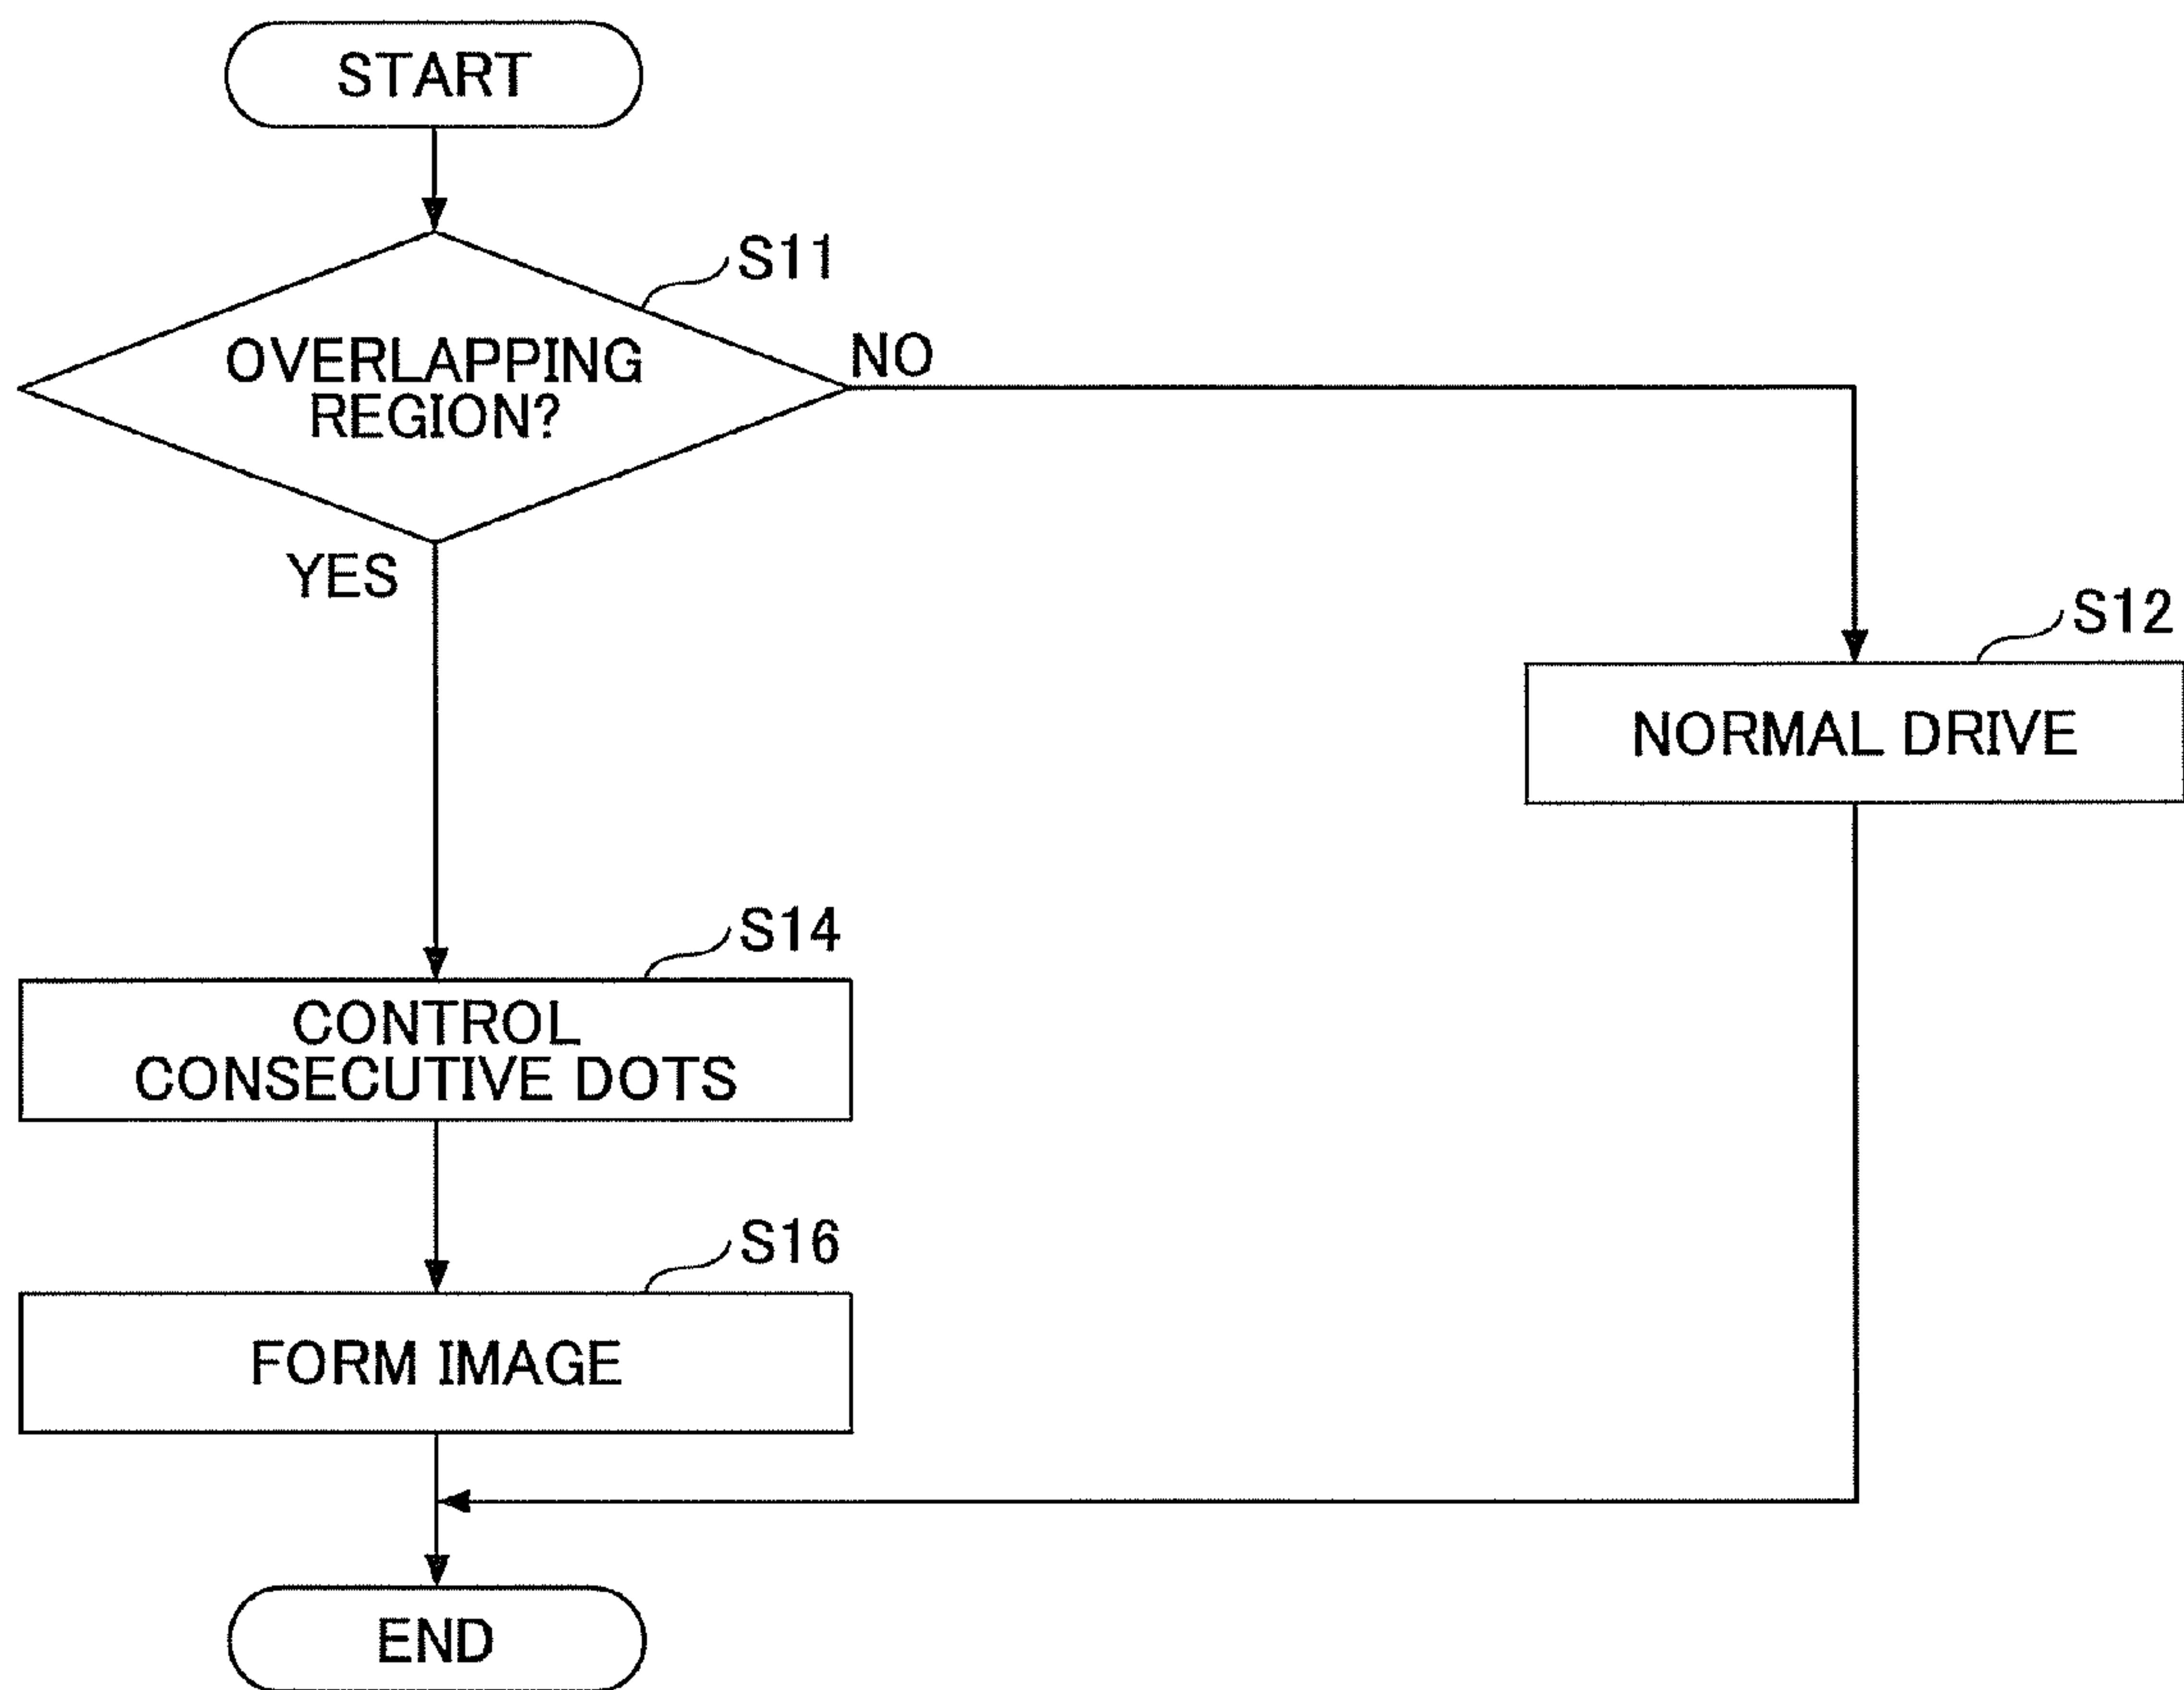 START
S11
OVERLAPPING
REGION?
NO
YES
S12
NORMAL DRIVE
S14
CONTROL
CONSECUTIVE DOTS
S16
FORM IMAGE
END